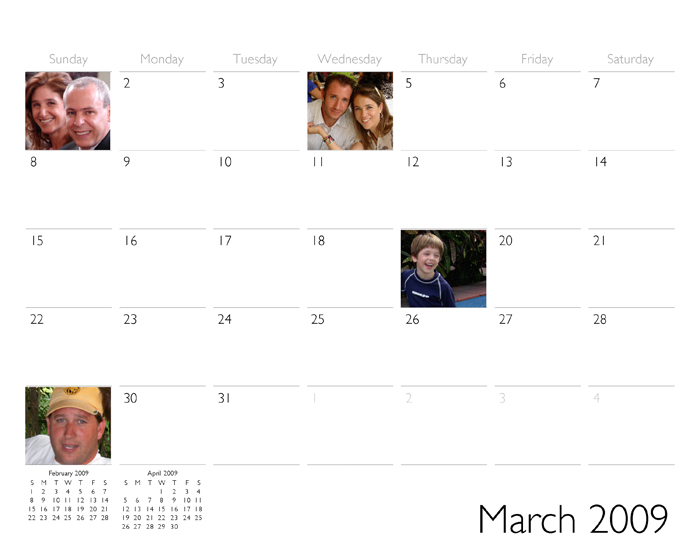 Sunday Monday Tuesday Wednesday Thursday Friday Saturday
2 3 5 6 7
8 9 10 11 12 13 14
15 16 17 18 20 21
22 23 24 25 26 27 28
30 31 1 2 3 4
February 2009
S M T W T F S
1 2 3 4 5 6 7
8 9 10 11 12 13 14
15 16 17 18 19 20 21
22 23 24 25 26 27 28
April 2009
S M T W T F S
1 2 3 4
5 6 7 8 9 10 11
12 13 14 15 16 17 18
19 20 21 22 23 24 25
26 27 28 29 30
March 2009